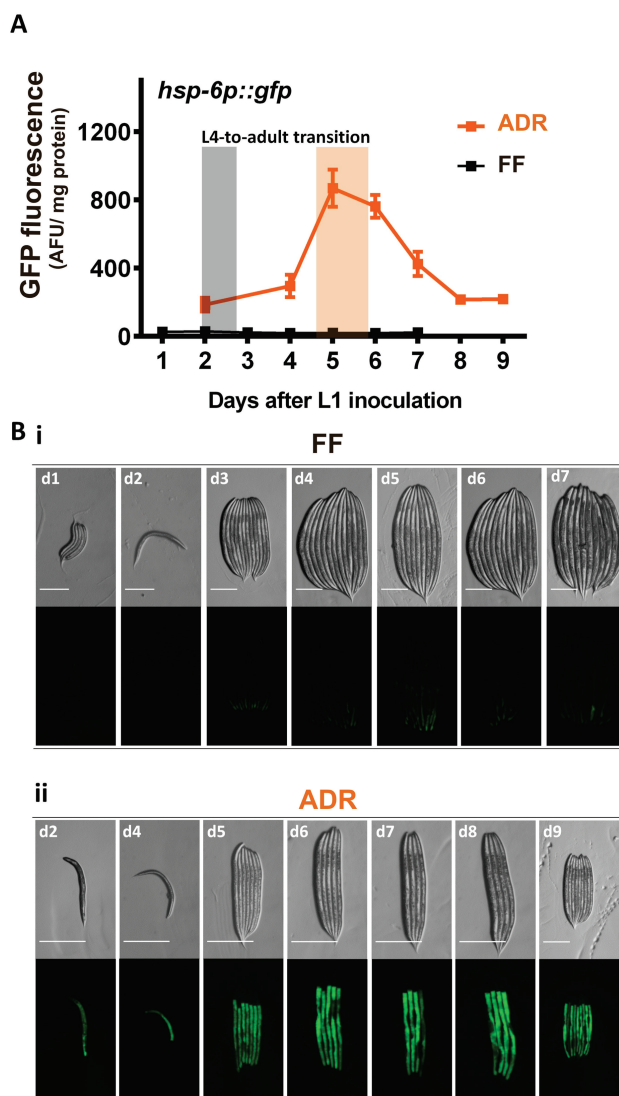 A
hsp-6p::gfp
GFP fluorescence
(AFU/ mg protein)
1200
800
400
0
L4-to-adult transition
ADR
FF
1 2 3 4 5 6 7 8 9
Days after L1 inoculation
B i
FF
d1 d2 d3 d4 d5 d6 d7
ii
ADR
d2 d4 d5 d6 d7 d8 d9